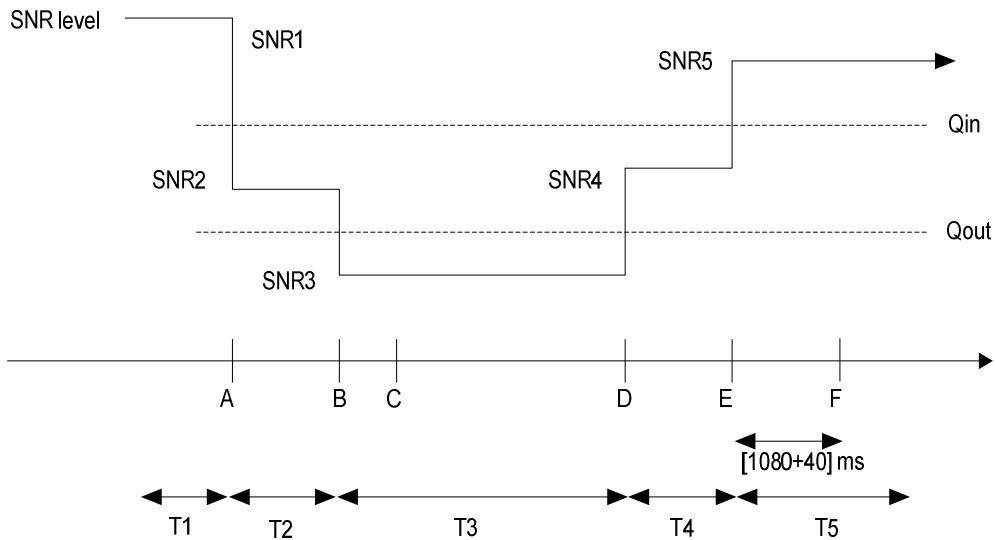 SNR level
SNR1
SNR5
Qin
SNR2
SNR4
Qout
SNR3
A B C D E F
[1080+40] ms
T1 T2 T3 T4 T5